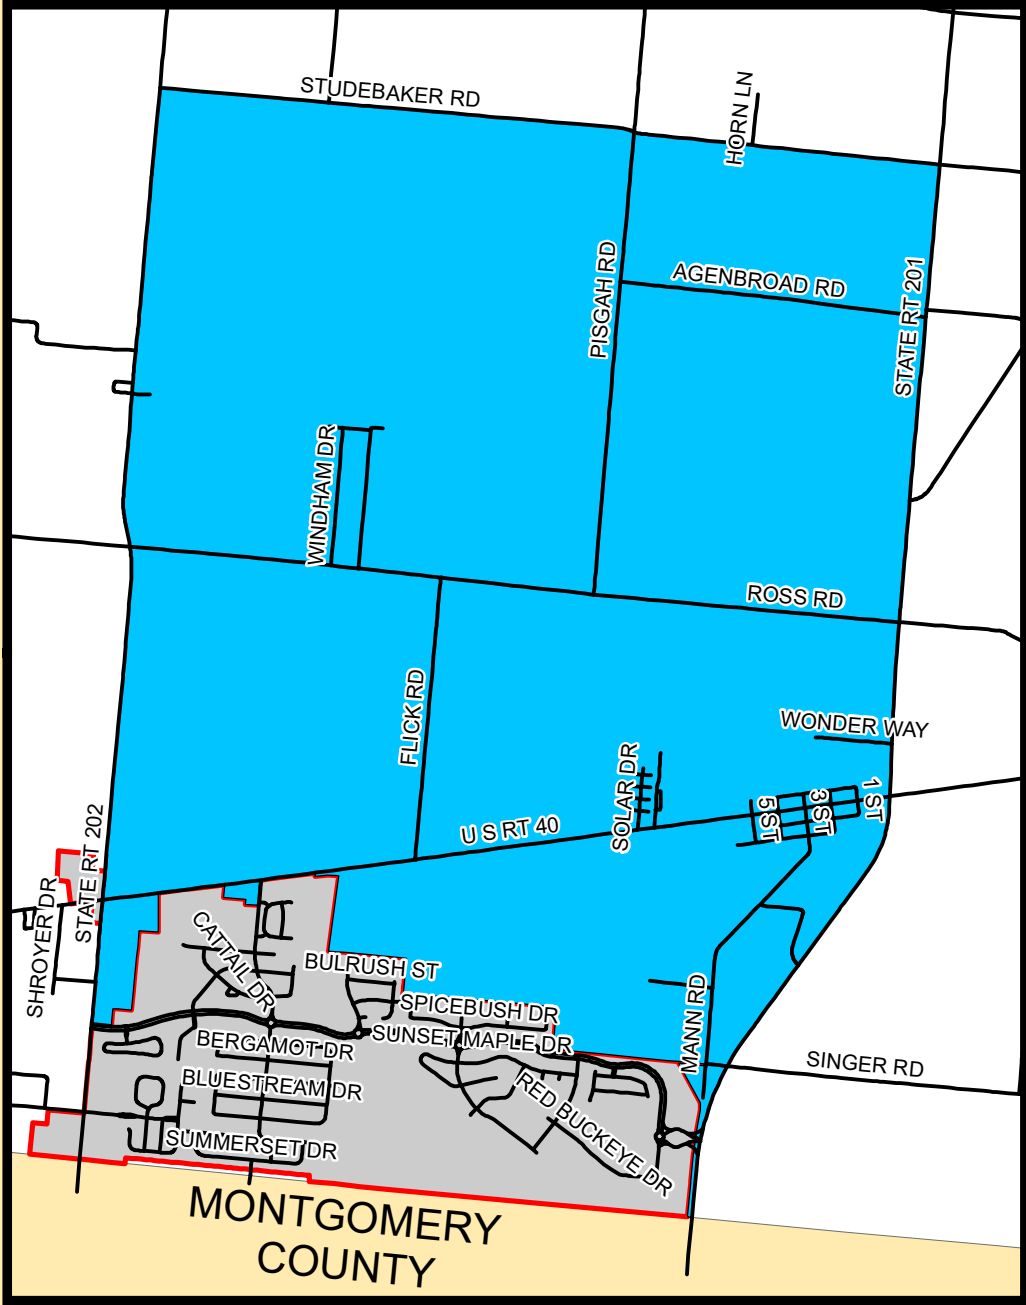 STUDEBAKER RD
HORN LN
PISGAH RD
AGENBROAD RD
STATE RT 201
WINDHAM DR
ROSS RD
FLICK RD
WONDER WAY
SOLAR DR
5 ST
3 ST
1 ST
U S RT 40
STATE RT 202
SHROYER DR
CATTAIL DR
BULRUSH ST
SPICEBUSH DR
MANN RD
SUNSET MAPLE DR
BERGAMOT DR
SINGER RD
BLUESTREAM DR
RED BUCKEYE DR
SUMMERSET DR
MONTGOMERY
COUNTY